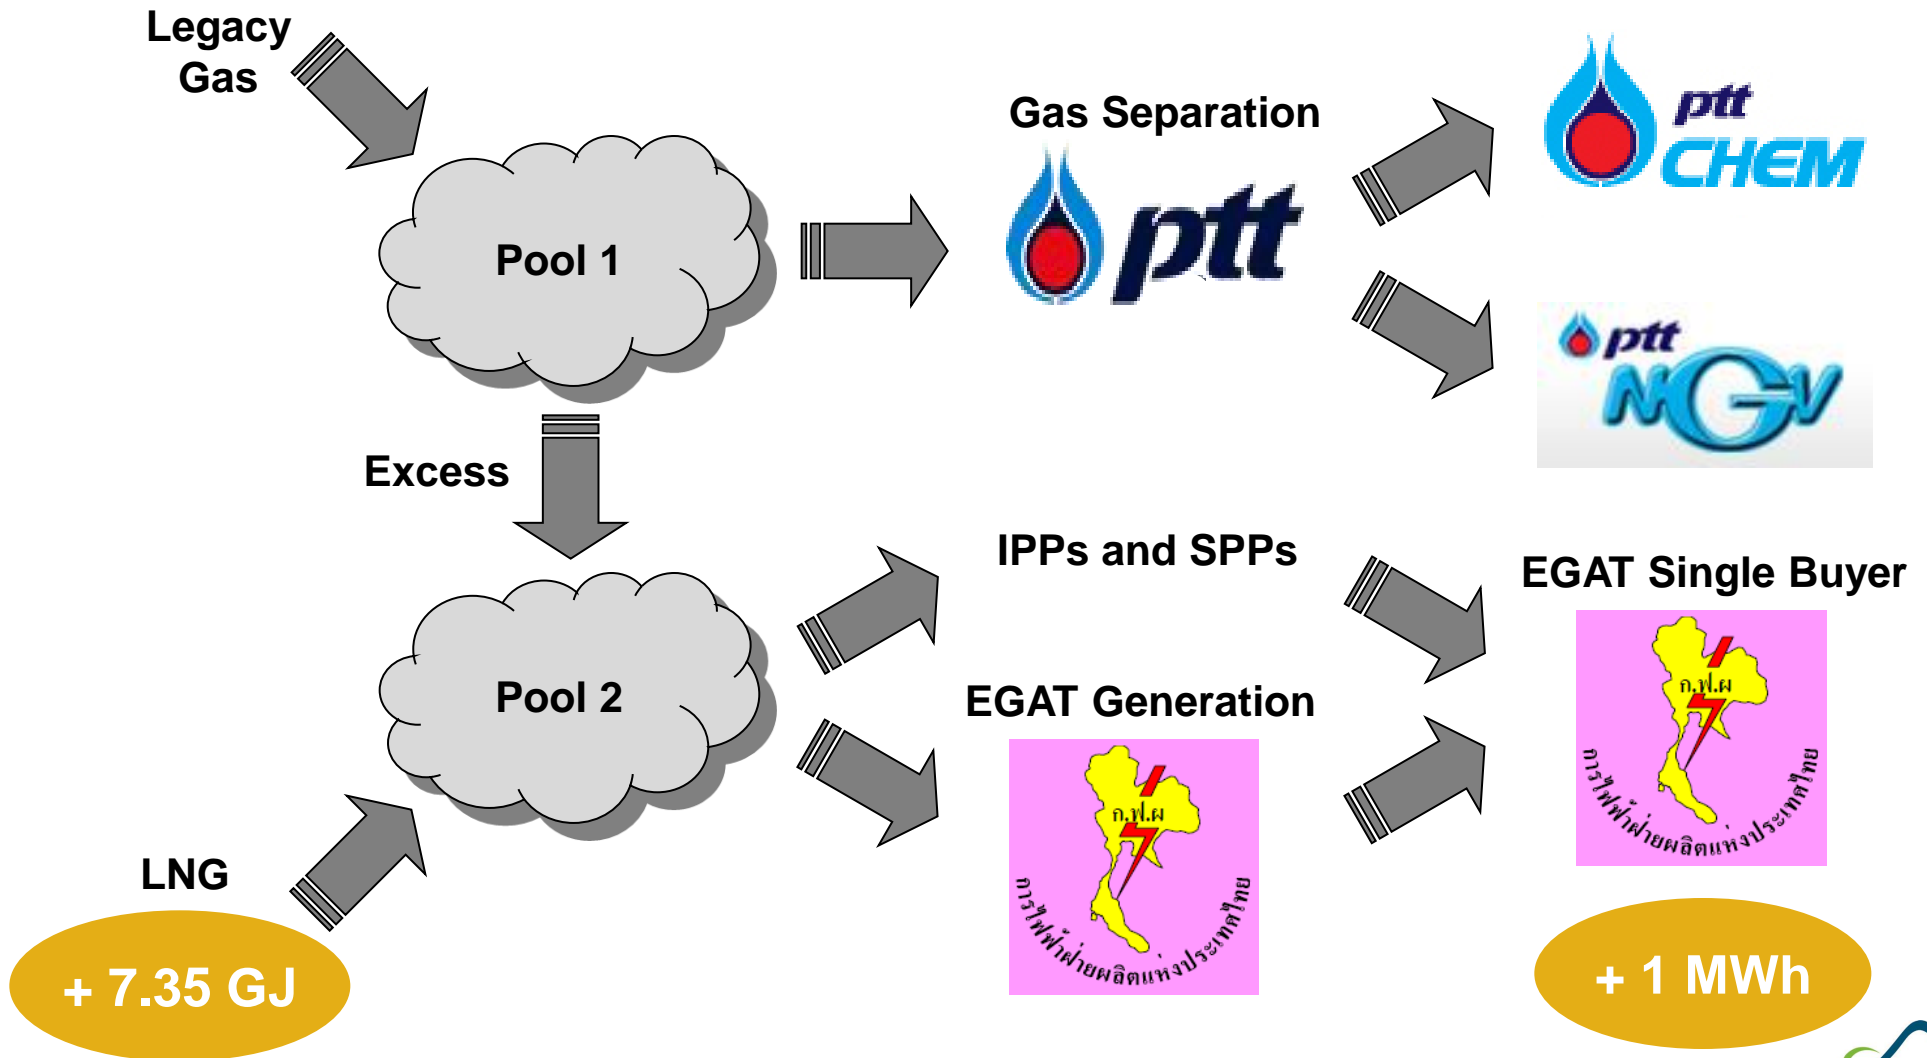 Legacy
Gas
Pool 1
Gas Separation
ptt
ptt
CHEM
ptt
NGV
Excess
Pool 2
IPPs and SPPs
EGAT Generation
ก.ฟ.ผ
การไฟฟ้าฝ่ายผลิตแห่งประเทศไทย
EGAT Single Buyer
ก.ฟ.ผ
การไฟฟ้าฝ่ายผลิตแห่งประเทศไทย
LNG
+ 7.35 GJ
+ 1 MWh